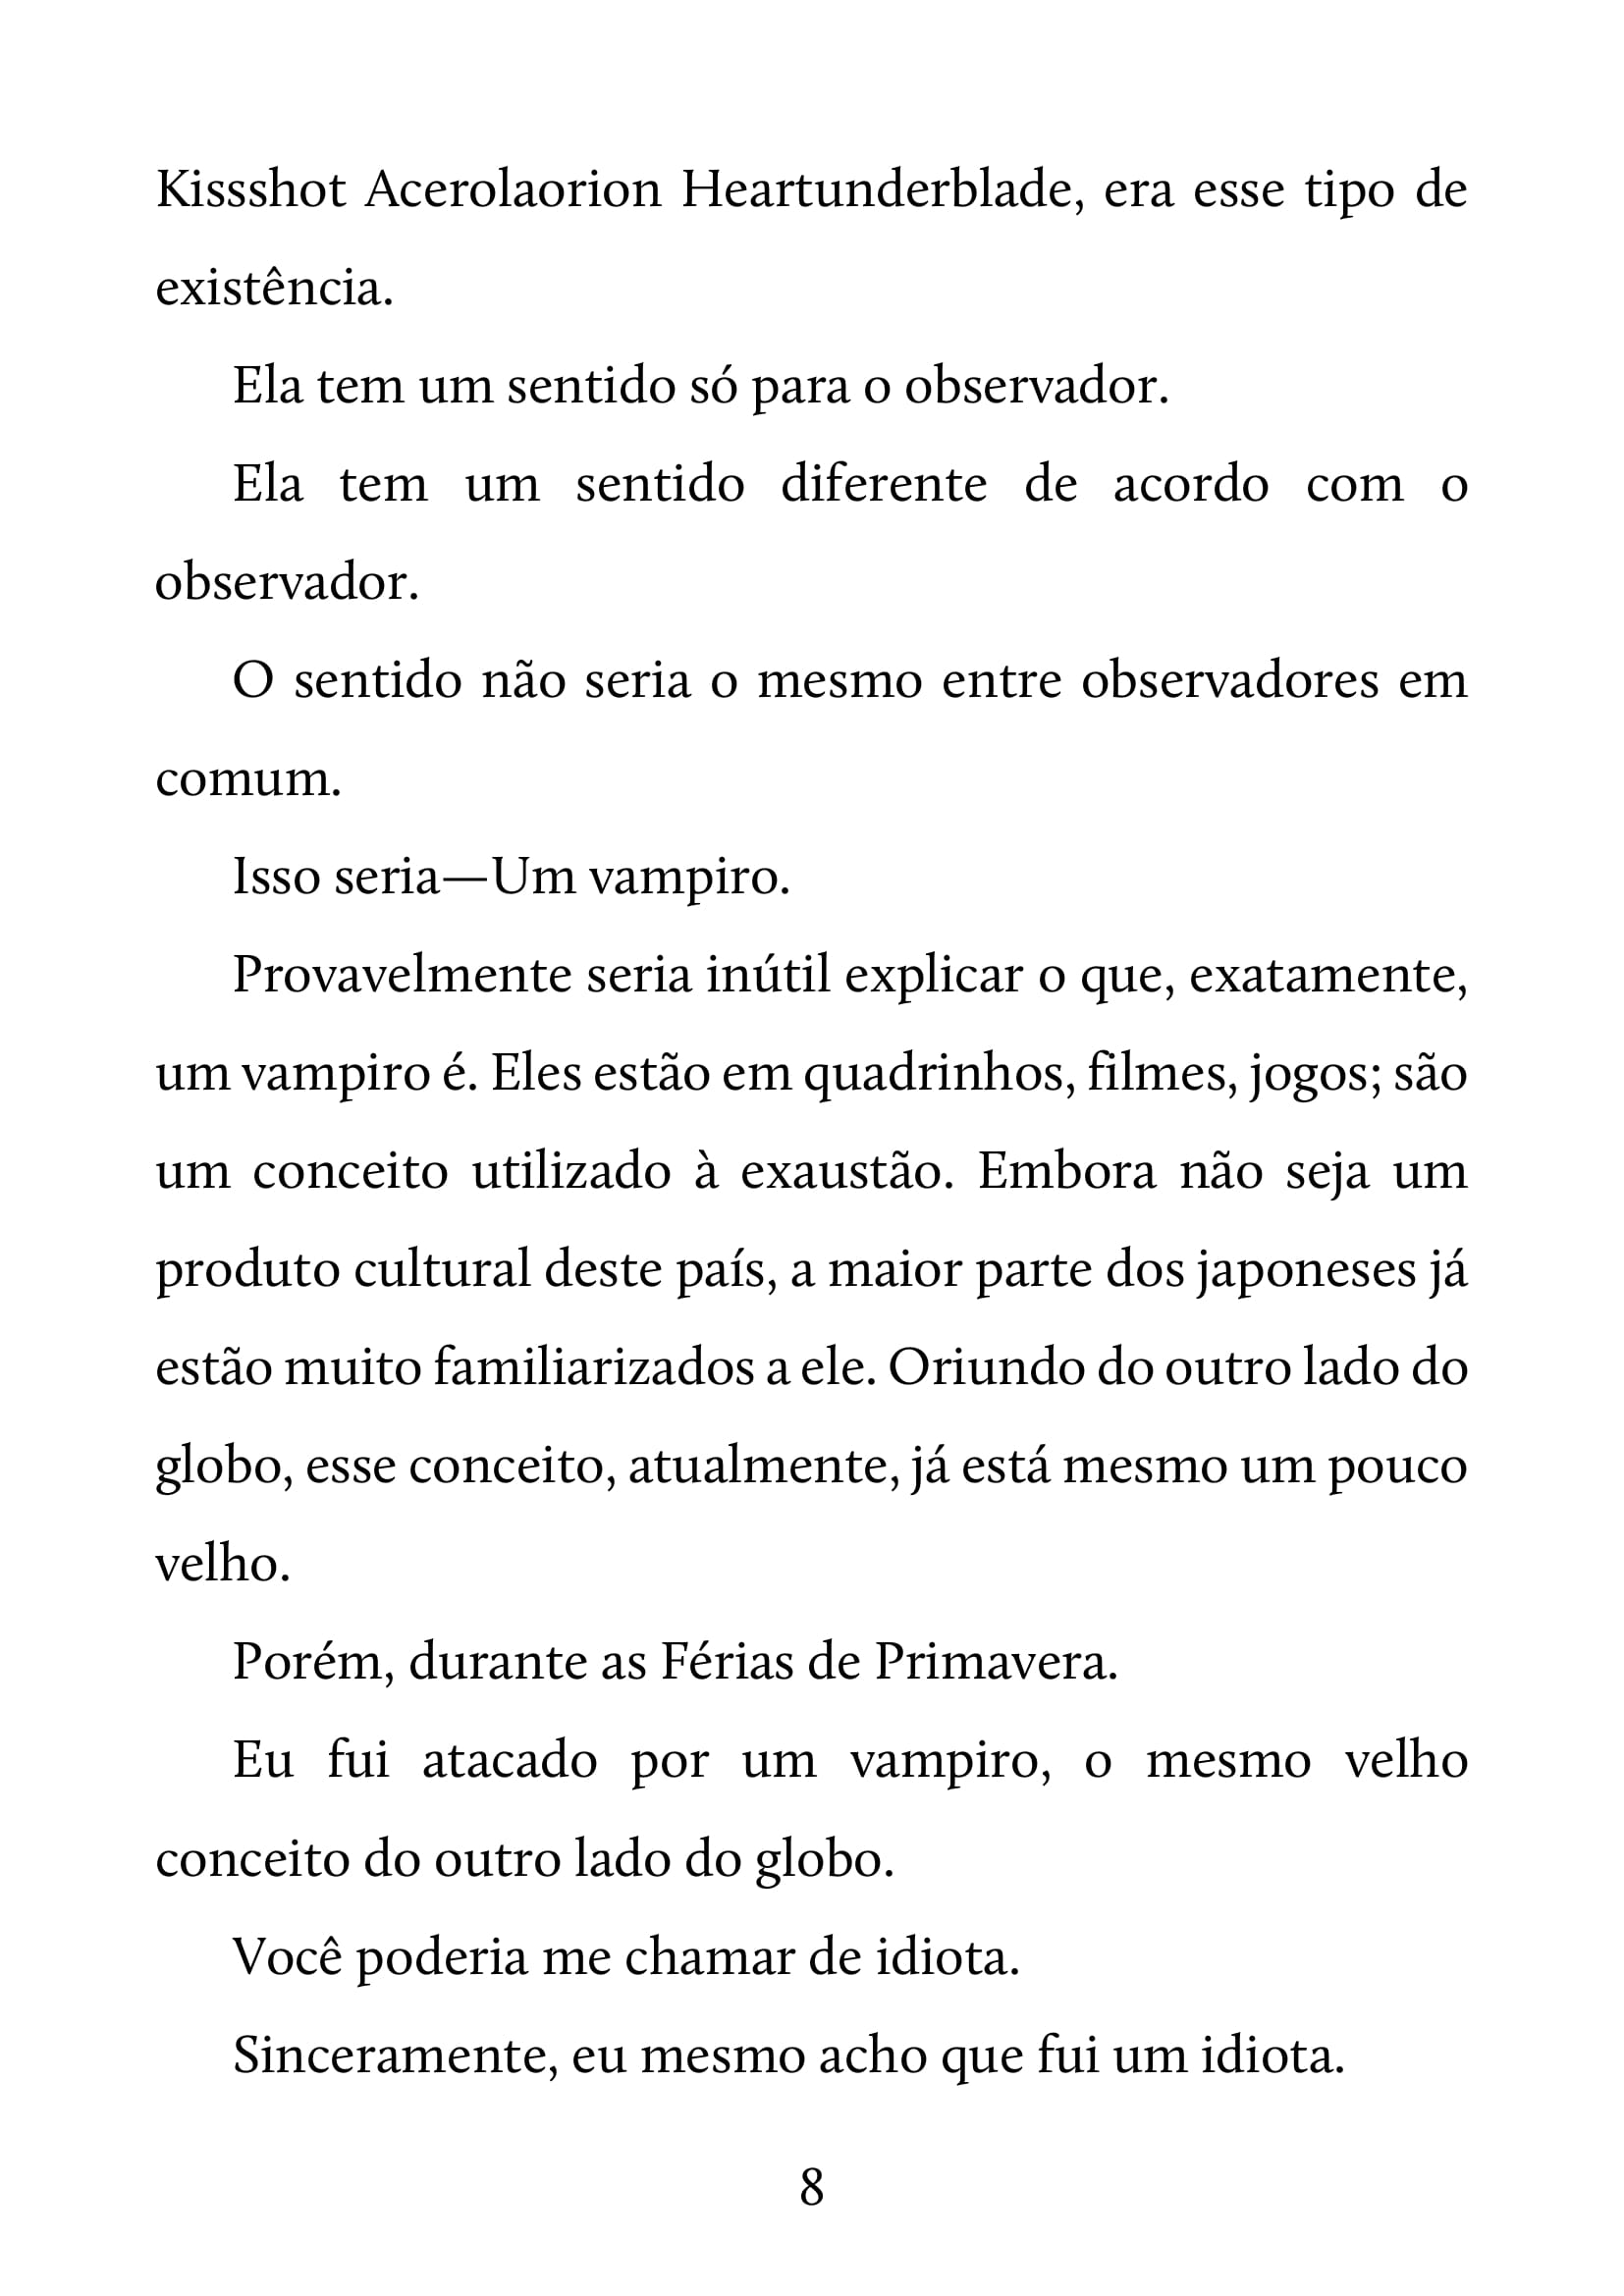 Kissshot Acerolaorion Heartunderblade, era esse tipo de
existência.
Ela tem um sentido só para o observador.
Ela tem um sentido diferente de acordo com o
observador.
O sentido não seria o mesmo entre observadores em
comum.
Isso seria—Um vampiro.
Provavelmente seria inútil explicar o que, exatamente,
um vampiro é. Eles estão em quadrinhos, filmes, jogos; são
um conceito utilizado à exaustão. Embora não seja um
produto cultural deste país, a maior parte dos japoneses já
estão muito familiarizados a ele. Oriundo do outro lado do
globo, esse conceito, atualmente, já está mesmo um pouco
velho.
Porém, durante as Férias de Primavera.
Eu fui atacado por um vampiro, o mesmo velho
conceito do outro lado do globo.
Você poderia me chamar de idiota.
Sinceramente, eu mesmo acho que fui um idiota.
8